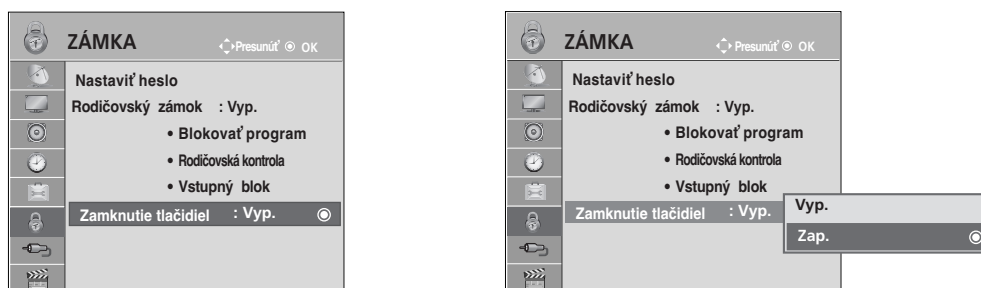 ZÁMKA
Presunúť OK
Nastaviť heslo
Rodičovský zámok : Vyp.
• Blokovať program
• Rodičovská kontrola
• Vstupný blok
Zamknutie tlačidiel : Vyp.
ZÁMKA
Presunúť OK
Nastaviť heslo
Rodičovský zámok : Vyp.
• Blokovať program
• Rodičovská kontrola
• Vstupný blok
Zamknutie tlačidiel : Vyp.
Vyp.
Zap.